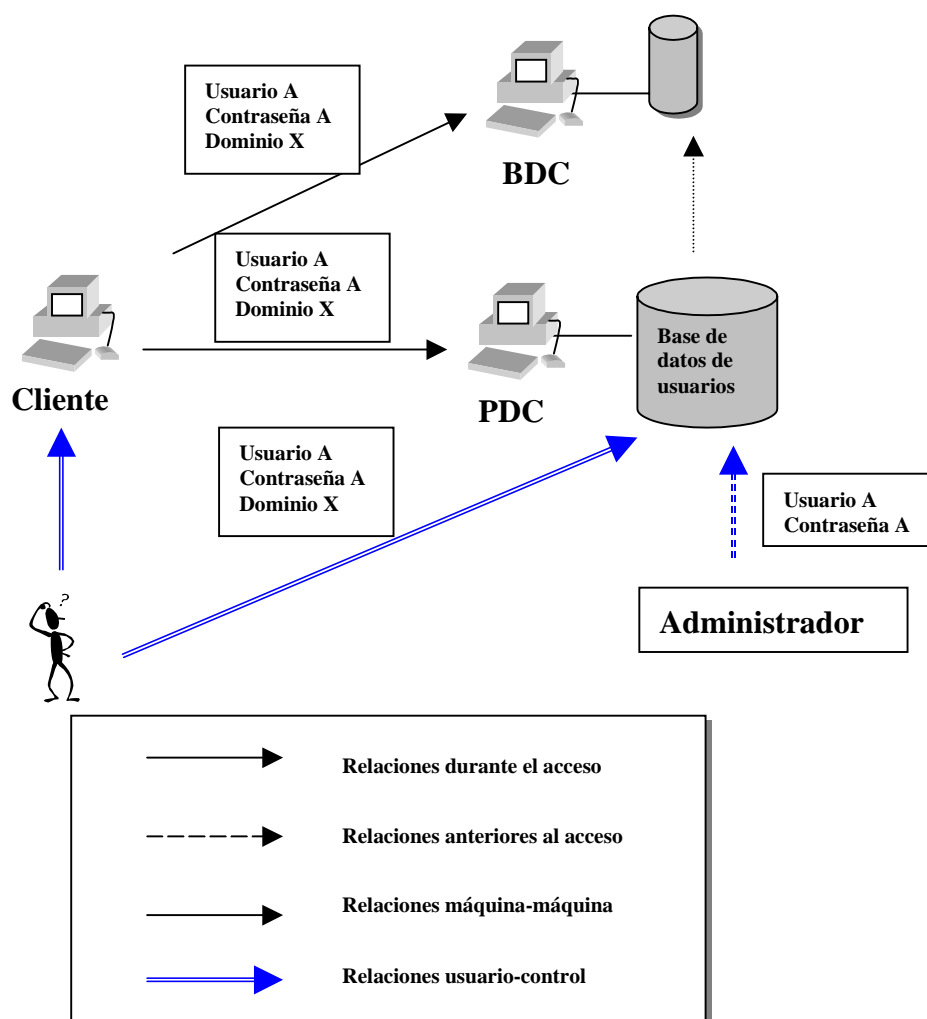 Usuario A
Contraseña A
Dominio X
BDC
Usuario A
Contraseña A
Dominio X
Cliente
PDC
Base de
datos de
usuarios
Usuario A
Contraseña A
Dominio X
Usuario A
Contraseña A
?
Administrador
Relaciones durante el acceso
Relaciones anteriores al acceso
Relaciones máquina-máquina
Relaciones usuario-control